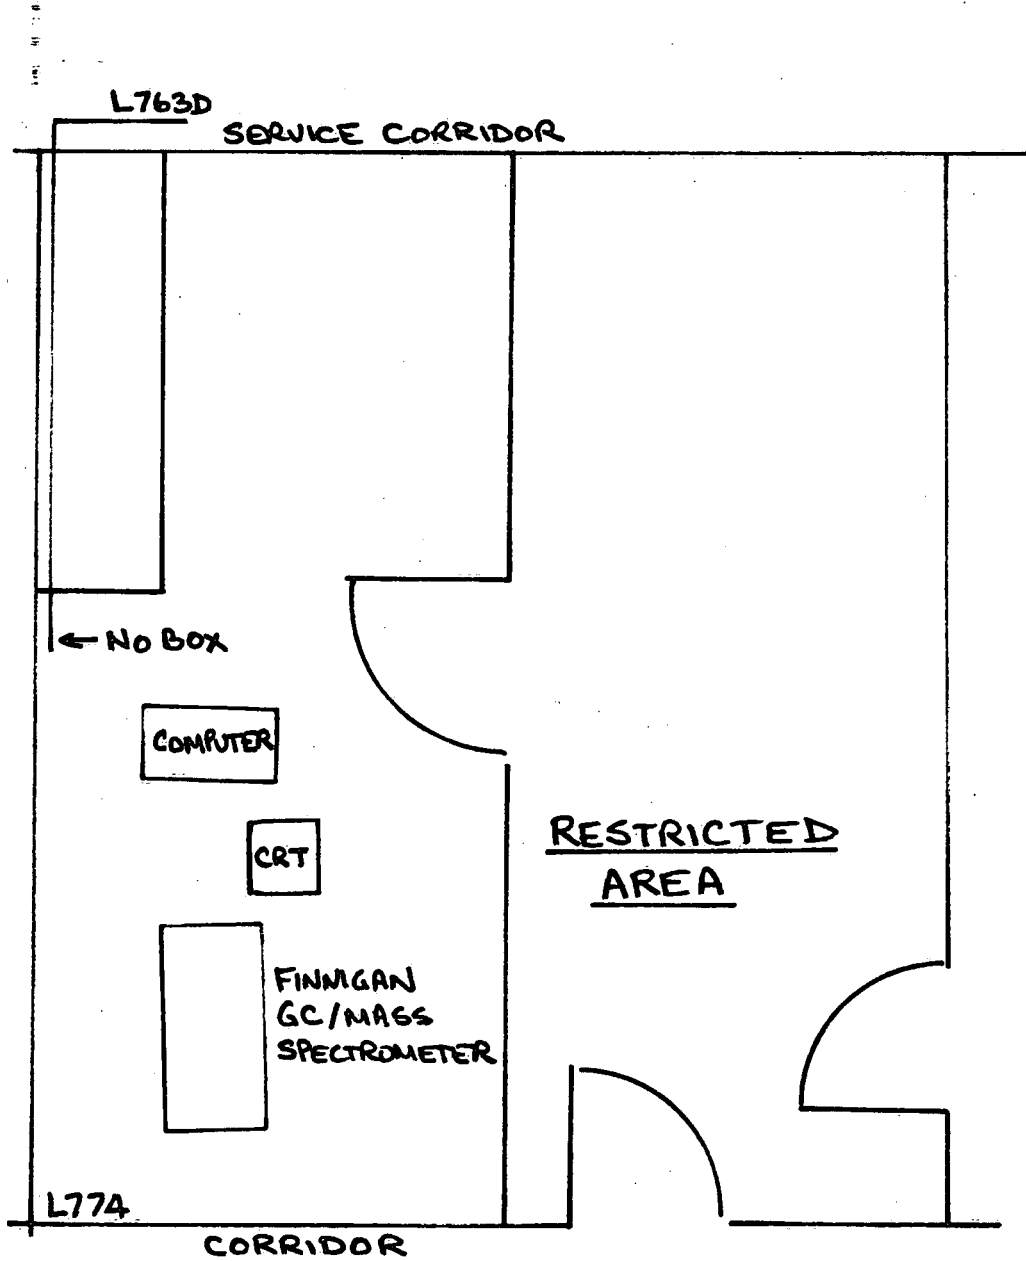 L763D
SERVICE CORRIDOR
← NO BOX
COMPUTER
CRT
RESTRICTED
AREA
FINNIGAN
GC/MASS
SPECTROMETER
L774
CORRIDOR